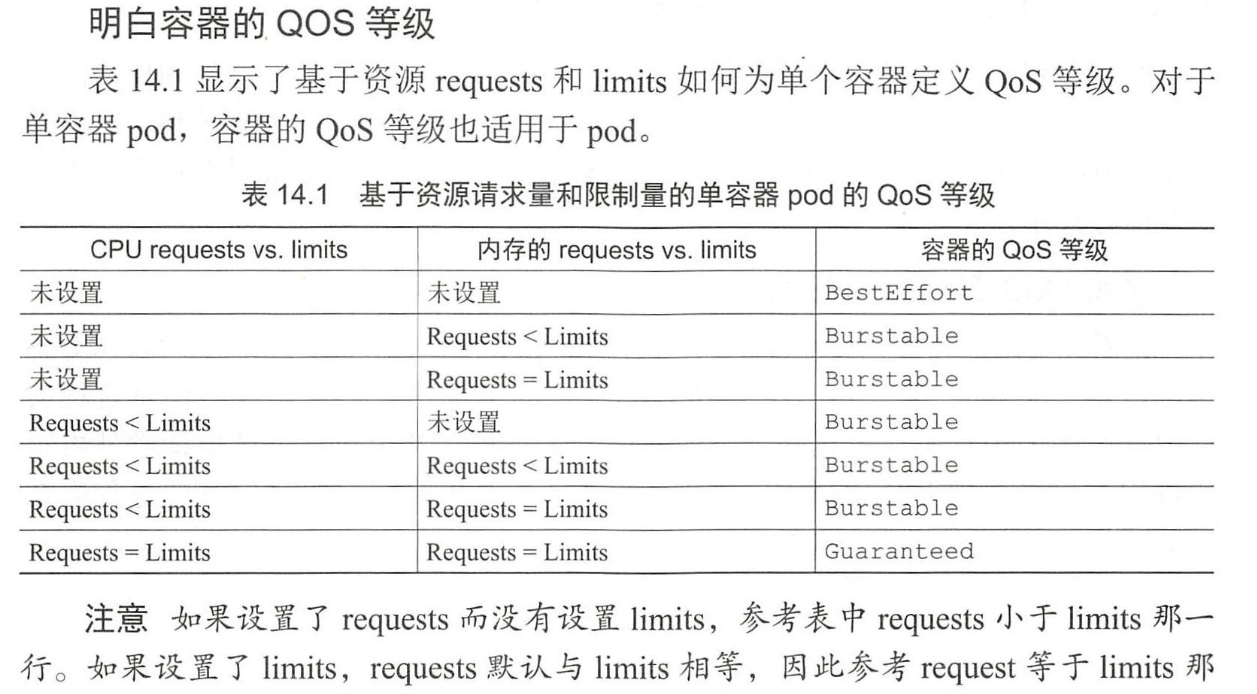 明白容器的 QOS 等级
表 14.1 显示了基于资源 requests 和 limits 如何为单个容器定义 QoS 等级。对于
单容器 pod，容器的 QoS 等级也适用于 pod。
表 14.1 基于资源请求量和限制量的单容器 pod 的 QoS 等级
CPU requests vs. limits 内存的 requests vs. limits 容器的 QoS 等级
未设置 未设置 BestEffort
未设置 Requests < Limits Burstable
未设置 Requests = Limits Burstable
Requests < Limits 未设置 Burstable
Requests < Limits Requests < Limits Burstable
Requests < Limits Requests = Limits Burstable
Requests = Limits Requests = Limits Guaranteed
注意 如果设置了 requests 而没有设置 limits，参考表中 requests 小于 limits 那一
行。如果设置了 limits，requests 默认与 limits 相等，因此参考 request 等于 limits 那